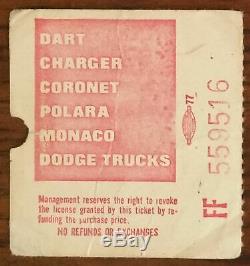 DART
CHARGER
CORONET
POLARA
MONACO
DODGE TRUCKS
Management reserves the right to revoke
the license granted by this ticket by re-
funding the purchase price.
NO REFUNDS OR EXCHANGES
77
FF 559516